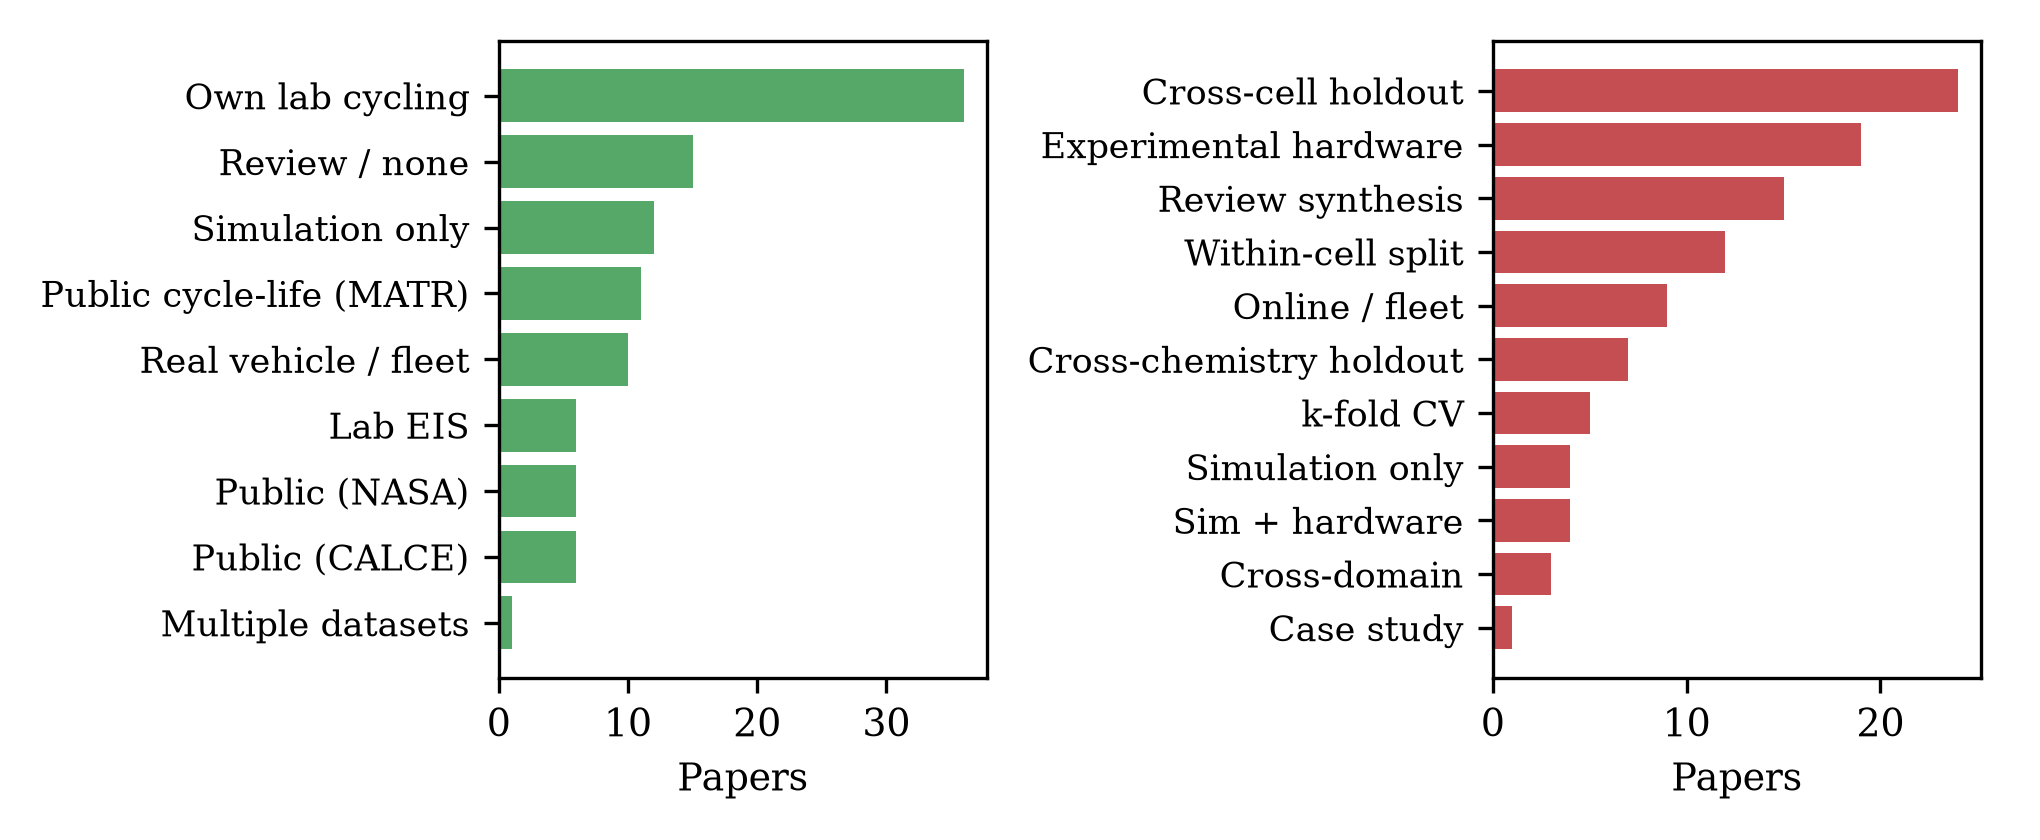 Own lab cycling
Review / none
Simulation only
Public cycle-life (MATR)
Real vehicle / fleet
Lab EIS
Public (NASA)
Public (CALCE)
Multiple datasets
0 10 20 30
Papers
Cross-cell holdout
Experimental hardware
Review synthesis
Within-cell split
Online / fleet
Cross-chemistry holdout
k-fold CV
Simulation only
Sim + hardware
Cross-domain
Case study
0 10 20
Papers